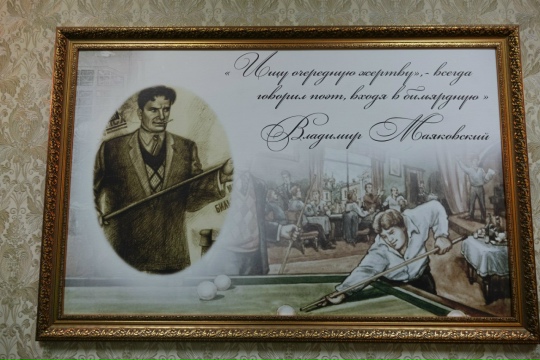 « Ищу очередную жертву», - всегда
говорил поэт, входя в бильярдную »
Владимир Маяковский